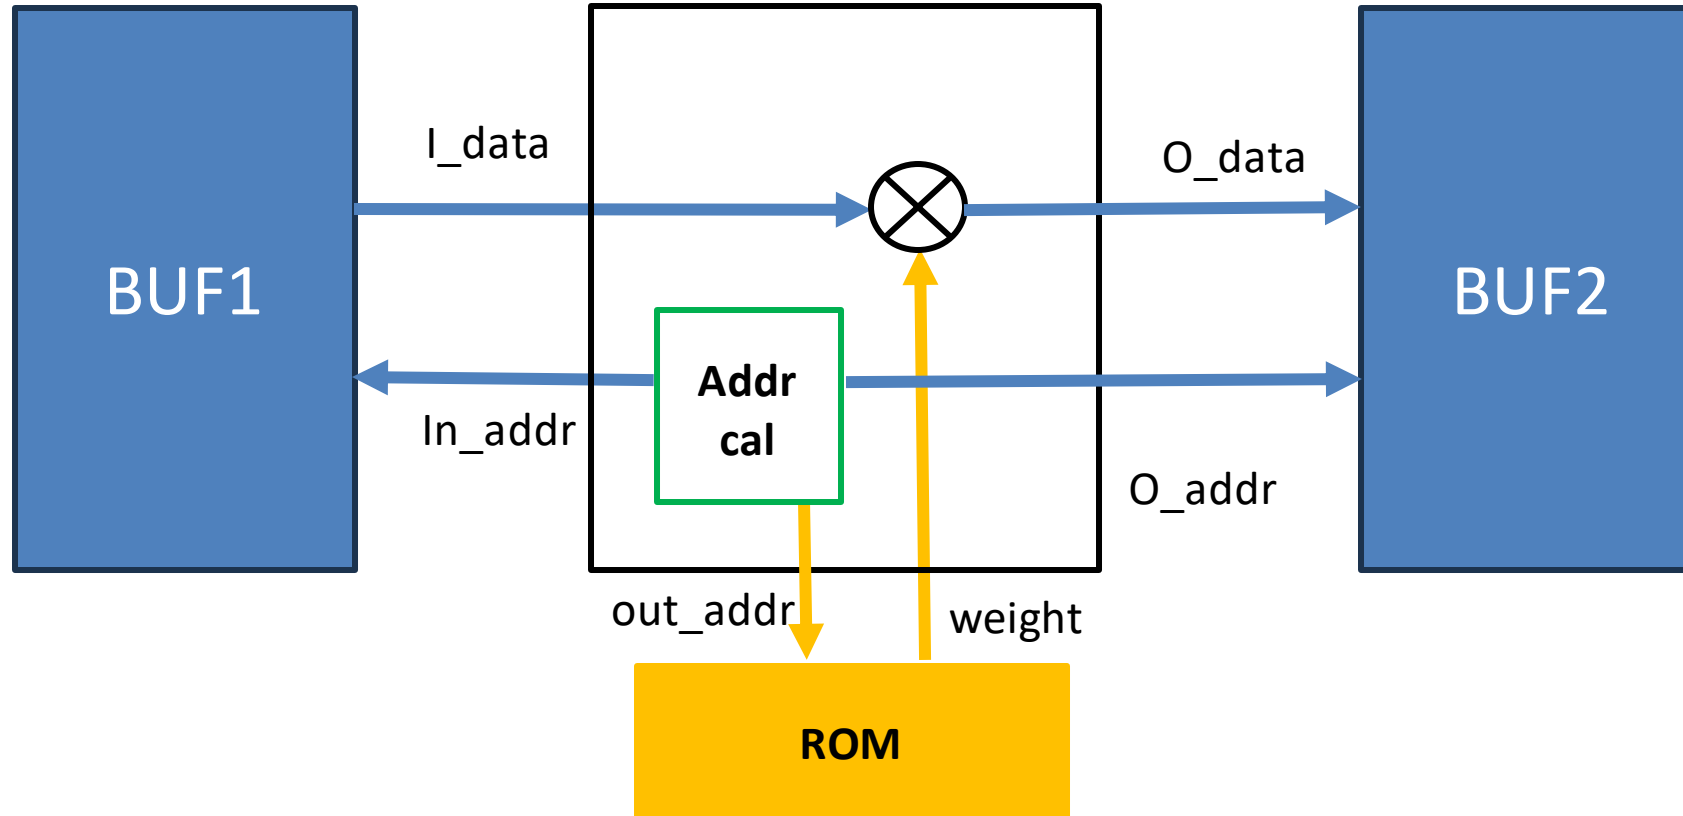 I_data
O_data
BUF1
BUF2
Addr
cal
In_addr
O_addr
out_addr
weight
ROM